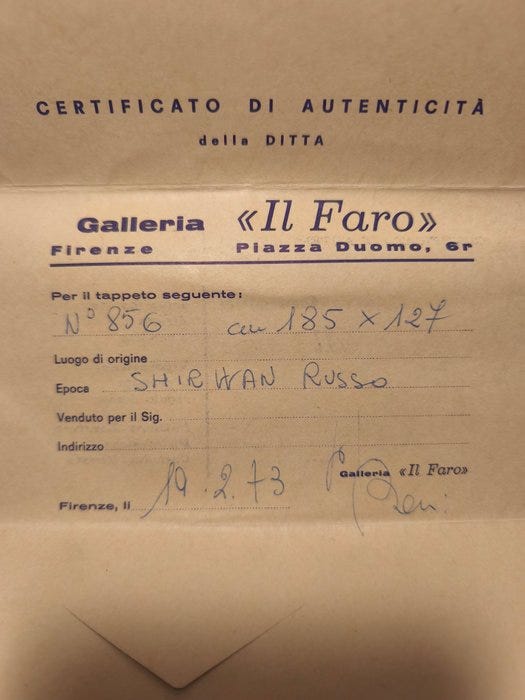 CERTIFICATO DI AUTENTICITÀ
della DITTA
Galleria «Il Faro»
Firenze Piazza Duomo, 6r
Per il tappeto seguente:
N° 856 cm 185 x 127
Luogo di origine
Epoca SHIRWAN RUSSO
Venduto per il Sig.
Indirizzo
Galleria «Il Faro»
Firenze, li 19.2.73